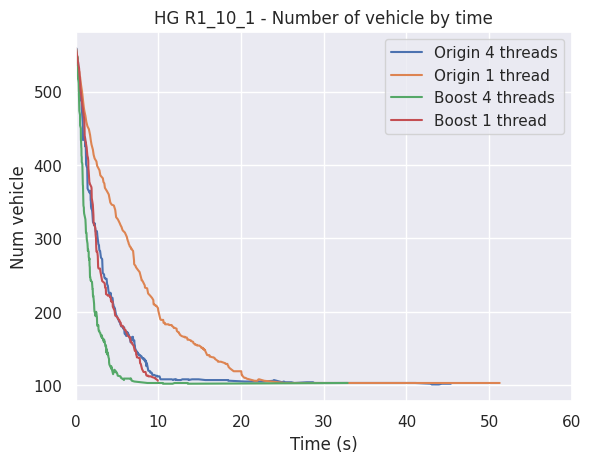 HG R1_10_1 - Number of vehicle by time
Origin 4 threads
Origin 1 thread
Boost 4 threads
Boost 1 thread
Num vehicle
500
400
300
200
100
0
10
20
30
40
50
60
Time (s)